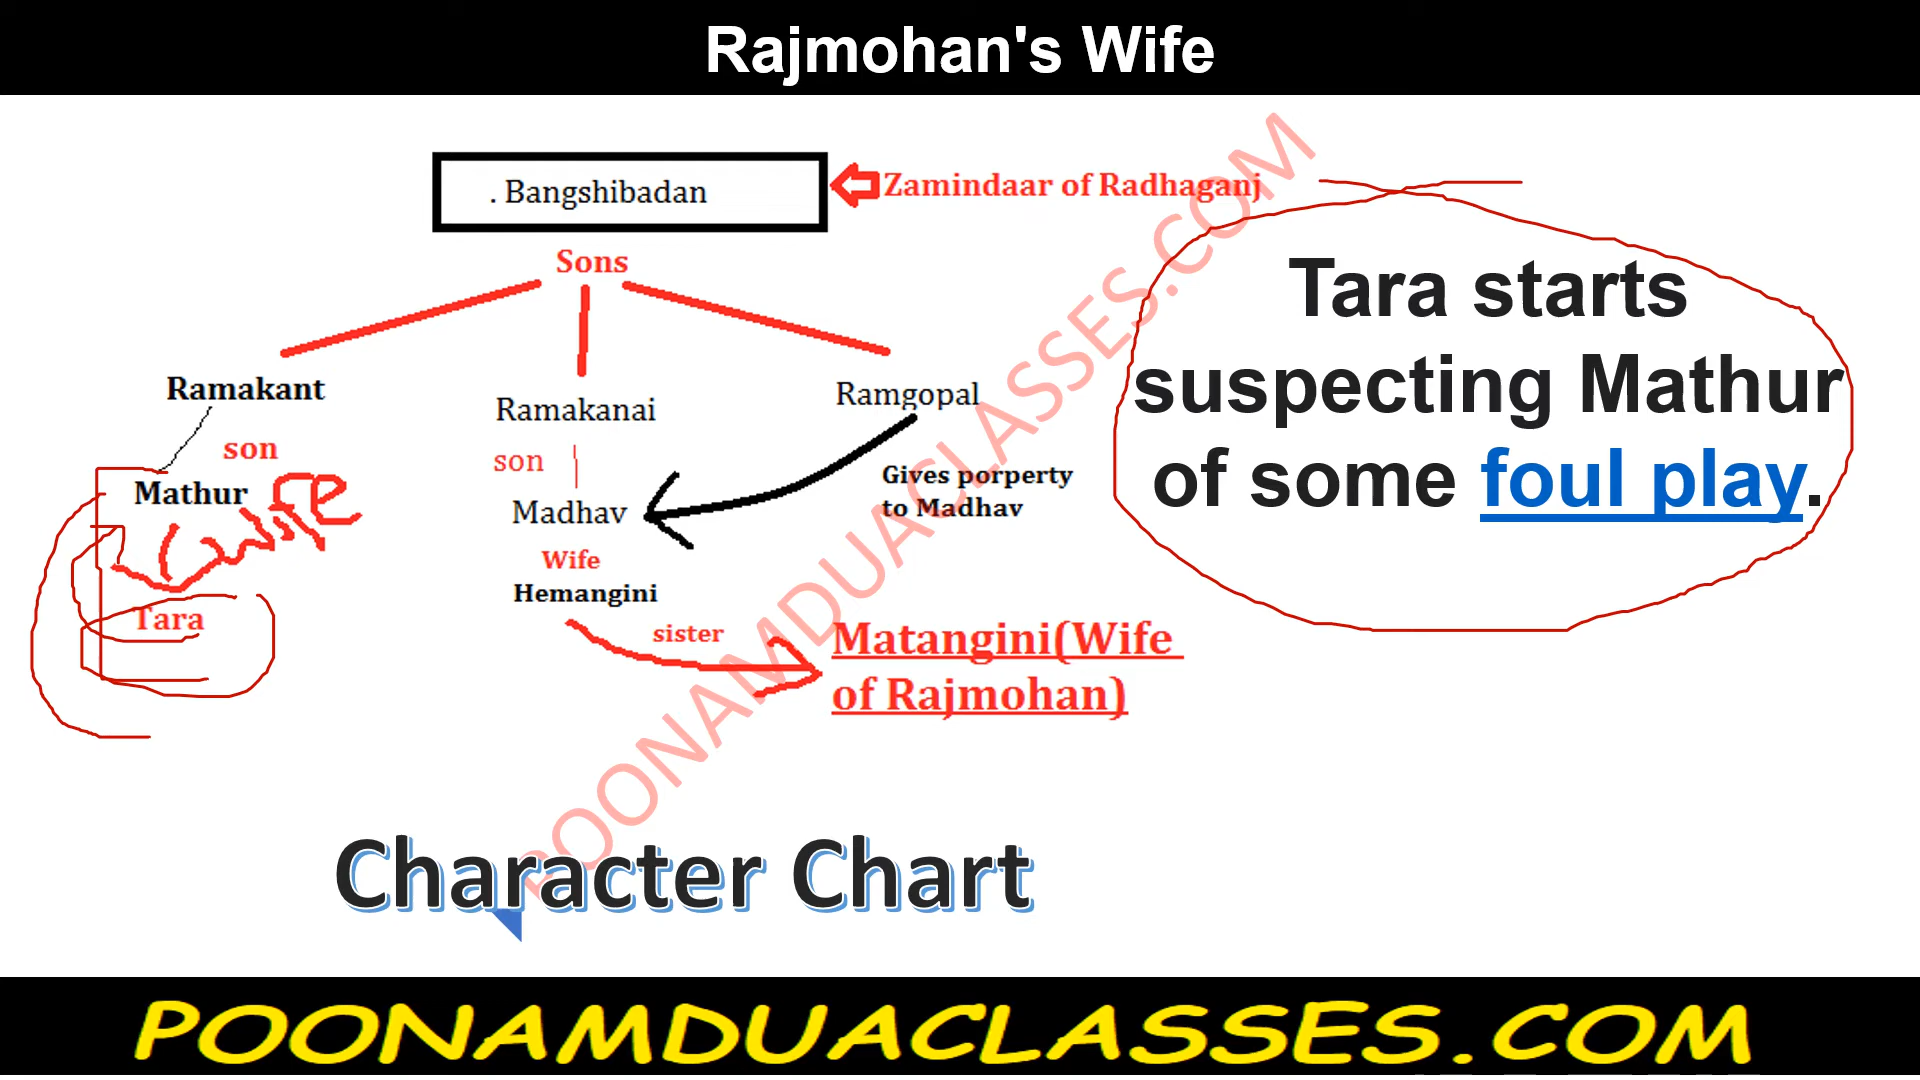 Rajmohan's Wife
. Bangshibadan
Zamindaar of Radhaganj
Sons
Ramakant
Ramakanai
Ramgopal
son
son
Mathur
Madhav
Gives porperty
to Madhav
wife
Wife
Tara
Hemangini
sister
Matangini(Wife
of Rajmohan)
Tara starts
suspecting Mathur
of some foul play.
Character Chart
POONAMDUACLASSES.COM
POONAMDUACLASSES.COM